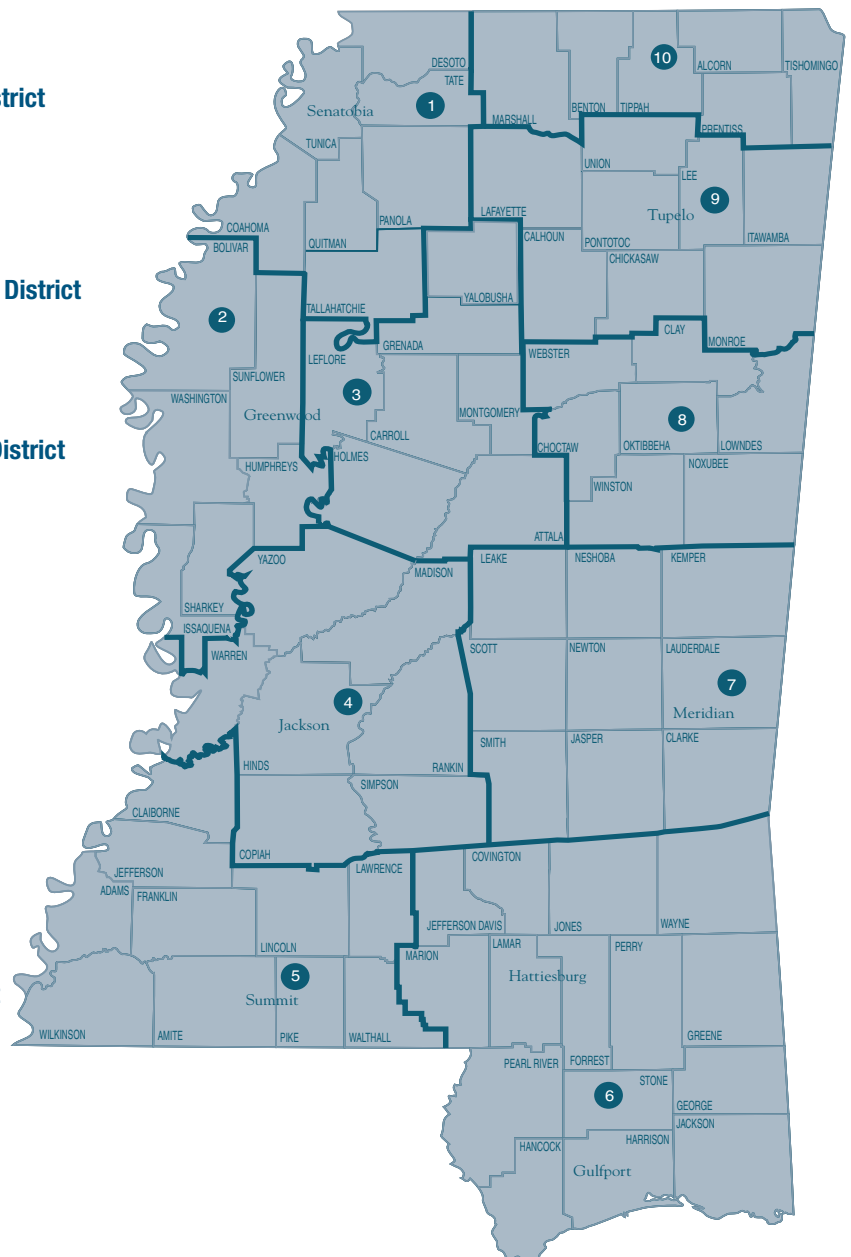 strict
District
District
DESOTO
TATE
1
Senatobia
TUNICA
COAHOMA
QUITMAN
PANOLA
TALLAHATCHIE
MARSHALL
BENTON
TIPPAH
10
ALCORN
TISHOMINGO
PRENTISS
UNION
LEE
9
Tupelo
LAFAYETTE
CALHOUN
PONTOTOC
CHICKASAW
ITAWAMBA
MONROE
BOLIVAR
2
SUNFLOWER
WASHINGTON
Greenwood
HUMPHREYS
SHARKEY
ISSAQUENA
YALOBUSHA
GRENADA
LEFLORE
3
MONTGOMERY
CARROLL
HOLMES
ATTALA
WEBSTER
CLAY
8
CHOCTAW
OKTIBBEHA
LOWNDES
NOXUBEE
WINSTON
YAZOO
MADISON
WARREN
4
Jackson
HINDS
RANKIN
SIMPSON
COPIAH
LEAKE
NESHOBA
KEMPER
SCOTT
NEWTON
LAUDERDALE
7
Meridian
SMITH
JASPER
CLARKE
CLAIBORNE
JEFFERSON
ADAMS
FRANKLIN
LAWRENCE
LINCOLN
5
Summit
WILKINSON
AMITE
PIKE
WALTHALL
COVINGTON
JEFFERSON DAVIS
JONES
WAYNE
MARION
LAMAR
PERRY
Hattiesburg
GREENE
PEARL RIVER
FORREST
STONE
6
GEORGE
JACKSON
HARRISON
HANCOCK
Gulfport